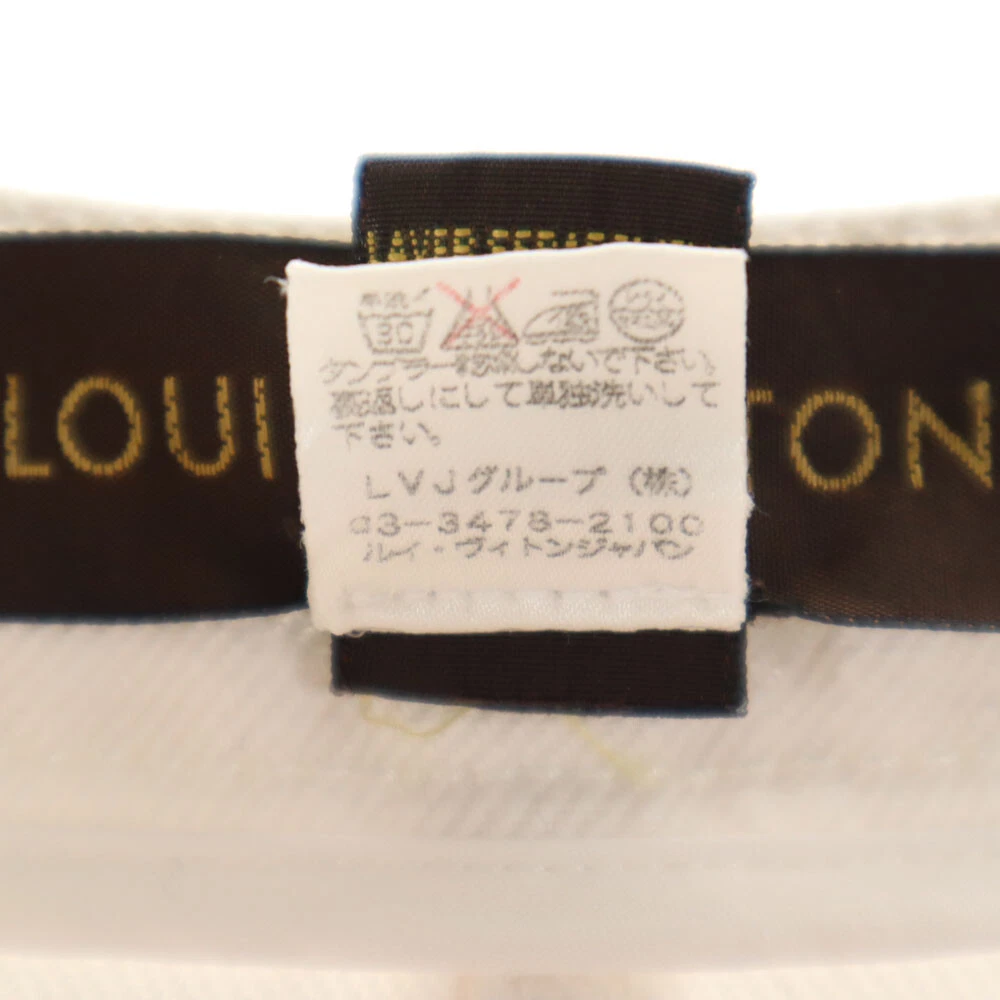 LAVER SEPARE
手洗イ
30
タンブラー乾燥しないで下さい。
裏返しにして単独洗いして
下さい。
LOUI TON
LVJグループ (株)
03-3478-2100
ルイ・ヴィトンジャパン